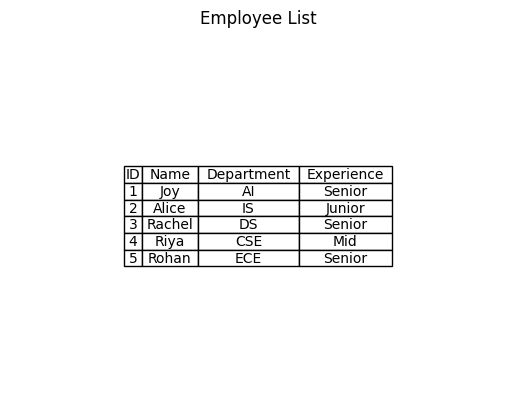 Employee List
ID Name Department Experience
1 Joy AI Senior
2 Alice IS Junior
3 Rachel DS Senior
4 Riya CSE Mid
5 Rohan ECE Senior